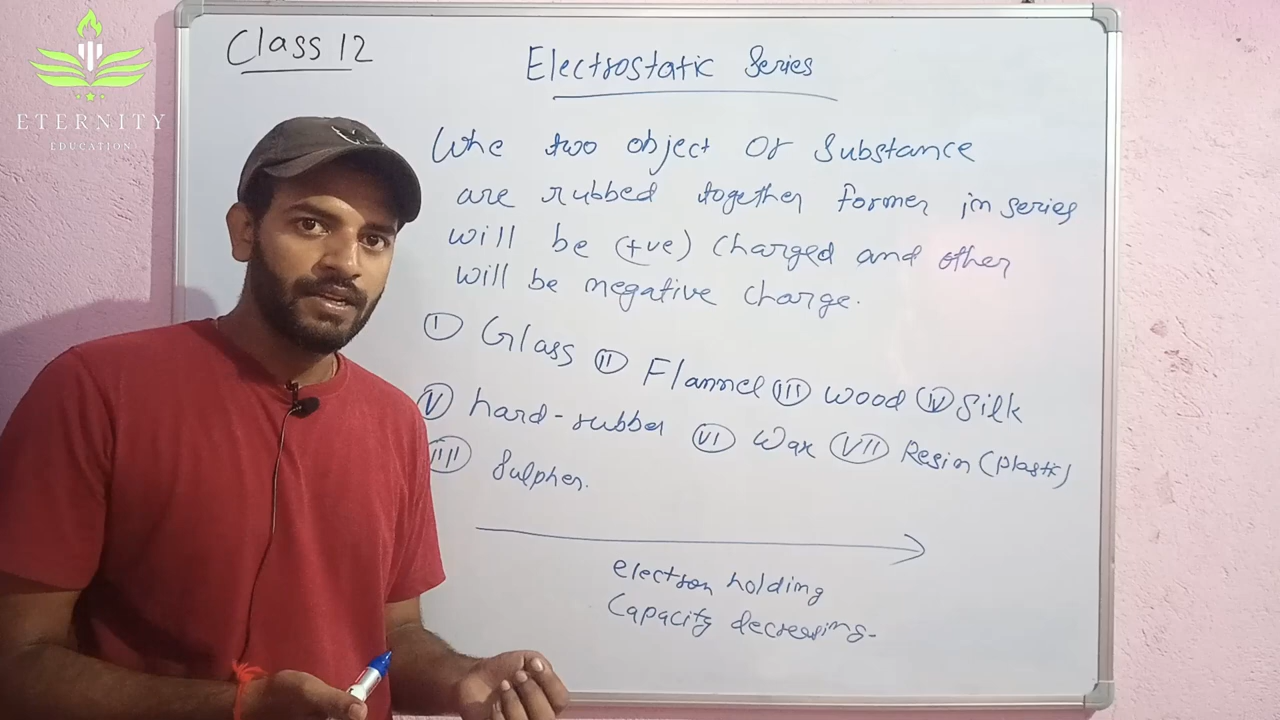 ETERNITY
EDUCATION
Class 12
Electrostatic Series
Whe two object or Substance
are rubbed together former in series
will be (+ve) charged and other
will be negative charge.
I Glass II Flannel III wood IV Silk
V hard-rubber VI Wax VII Resin (plastic)
IIII Sulpher.
electron holding
Capacity decreasing-